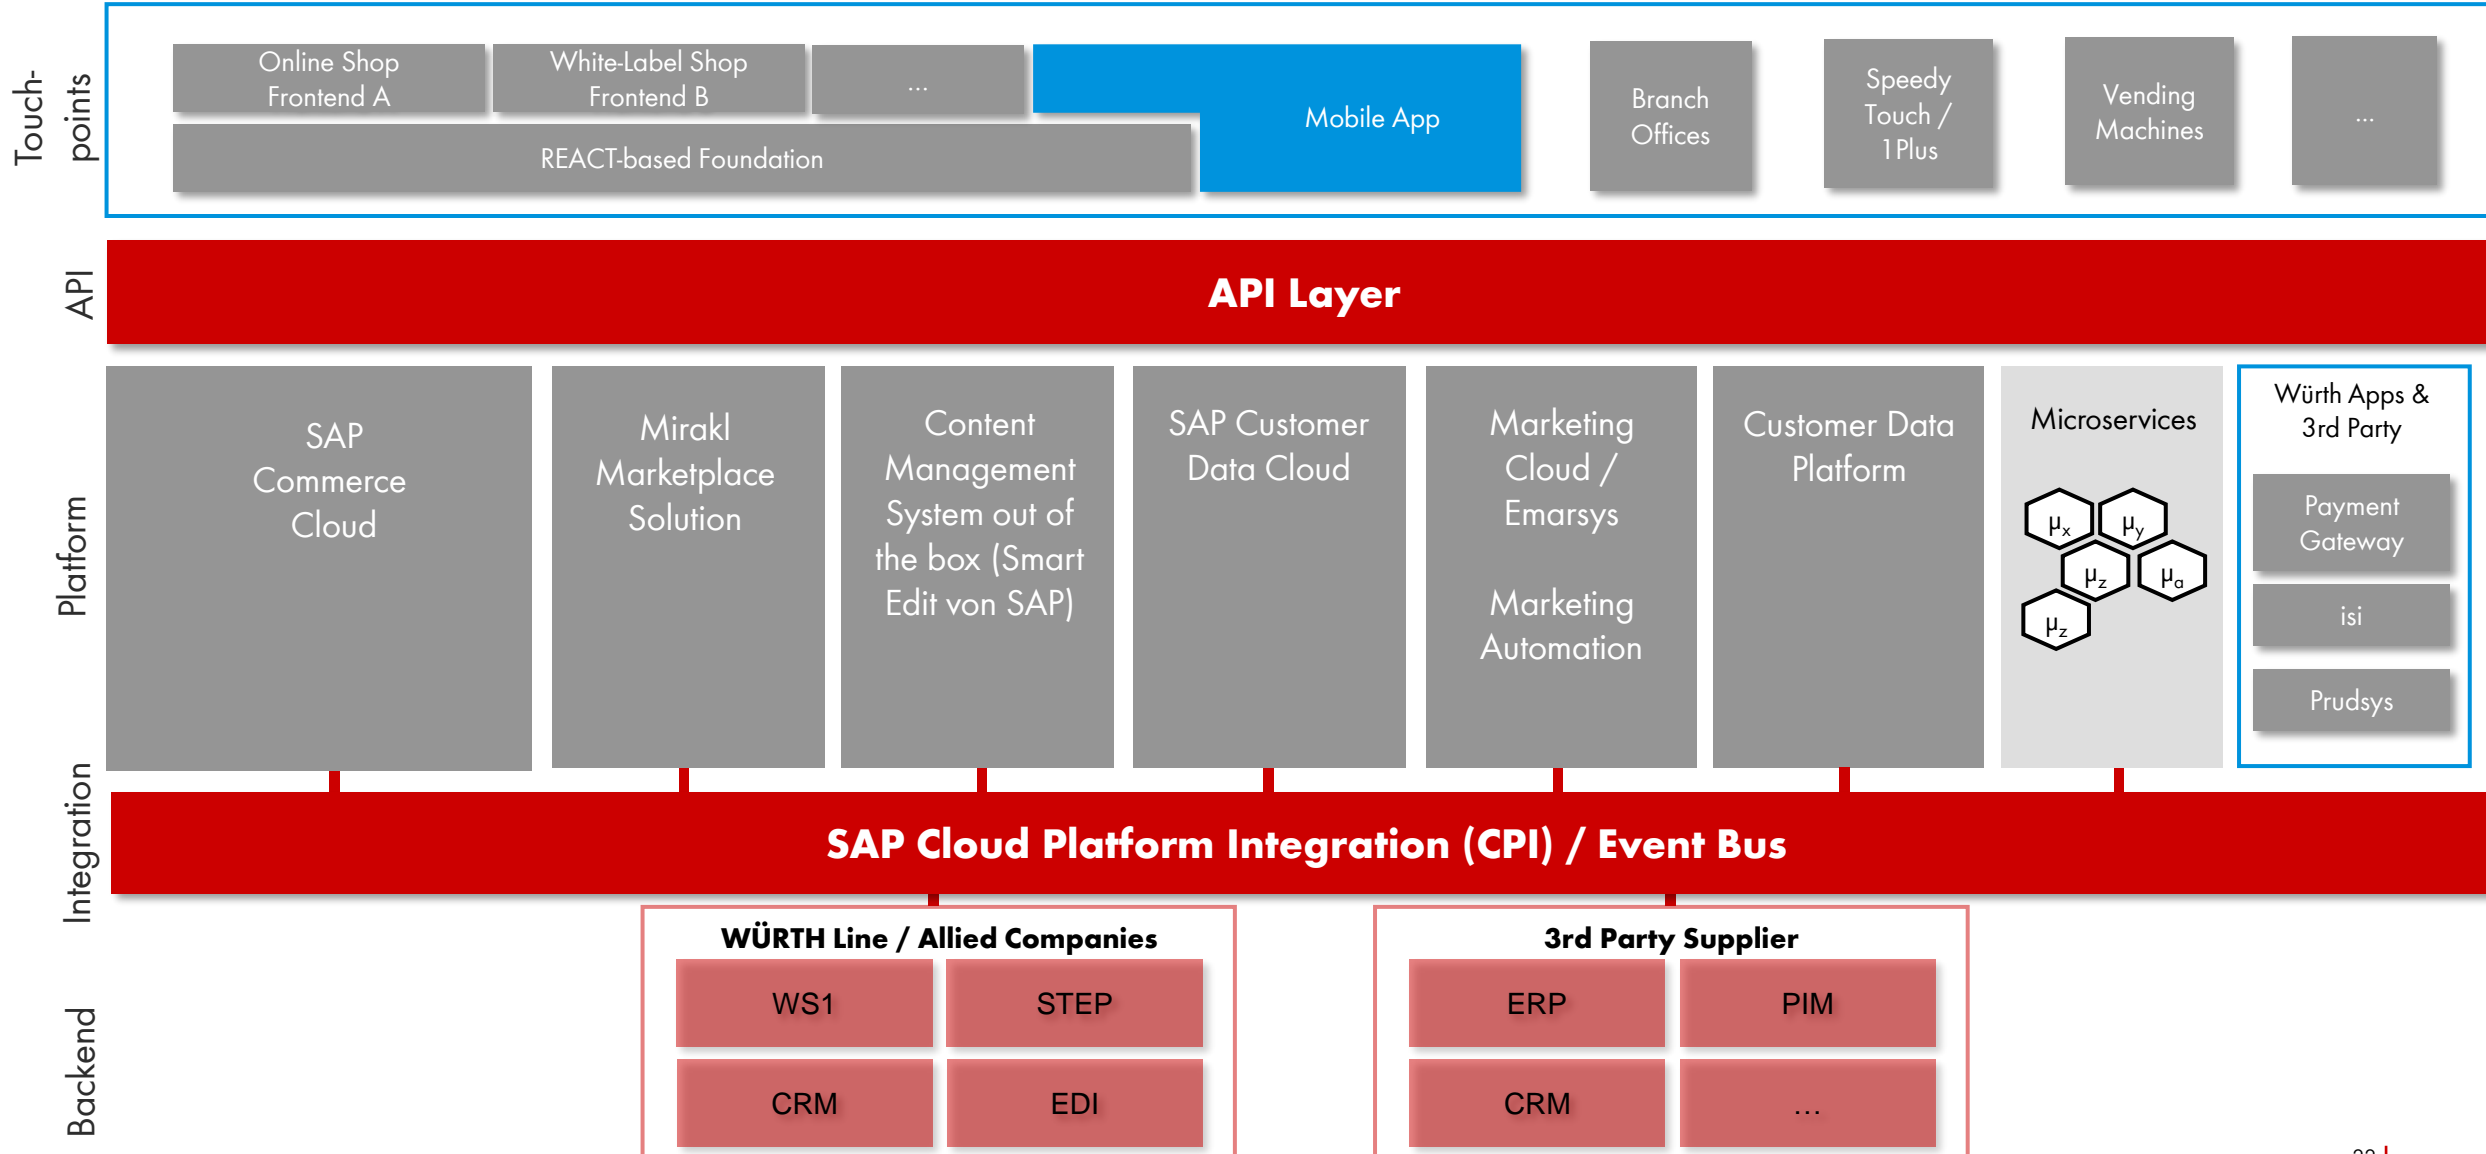 Touch-
points
Online Shop
Frontend A
White-Label Shop
Frontend B
...
REACT-based Foundation
Mobile App
Branch
Offices
Speedy
Touch /
1Plus
Vending
Machines
...
API
API Layer
Platform
SAP
Commerce
Cloud
Mirakl
Marketplace
Solution
Content
Management
System out of
the box (Smart
Edit von SAP)
SAP Customer
Data Cloud
Marketing
Cloud /
Emarsys
Marketing
Automation
Customer Data
Platform
Microservices
μx
μy
μz
μa
μz
Würth Apps &
3rd Party
Payment
Gateway
isi
Prudsys
Integration
SAP Cloud Platform Integration (CPI) / Event Bus
Backend
WÜRTH Line / Allied Companies
WS1
STEP
CRM
EDI
3rd Party Supplier
ERP
PIM
CRM
...